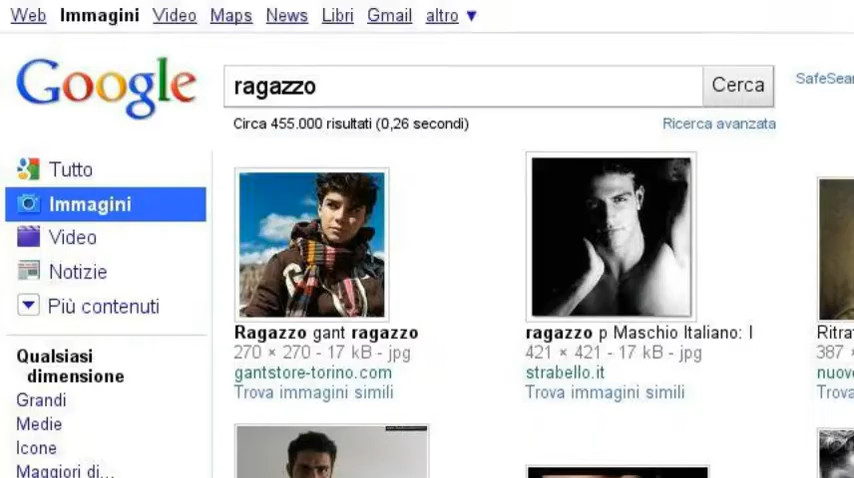 Web Immagini Video Maps News Libri Gmail altro ▼
Google
ragazzo Cerca
Circa 455.000 risultati (0,26 secondi) Ricerca avanzata
Tutto
Immagini
Video
Notizie
Più contenuti
Qualsiasi
dimensione
Grandi
Medie
Icone
Maggiori di...
Ragazzo gant ragazzo
270 × 270 - 17 kB - jpg
gantstore-torino.com
Trova immagini simili
ragazzo p Maschio Italiano: I
421 × 421 - 17 kB - jpg
strabello.it
Trova immagini simili
387